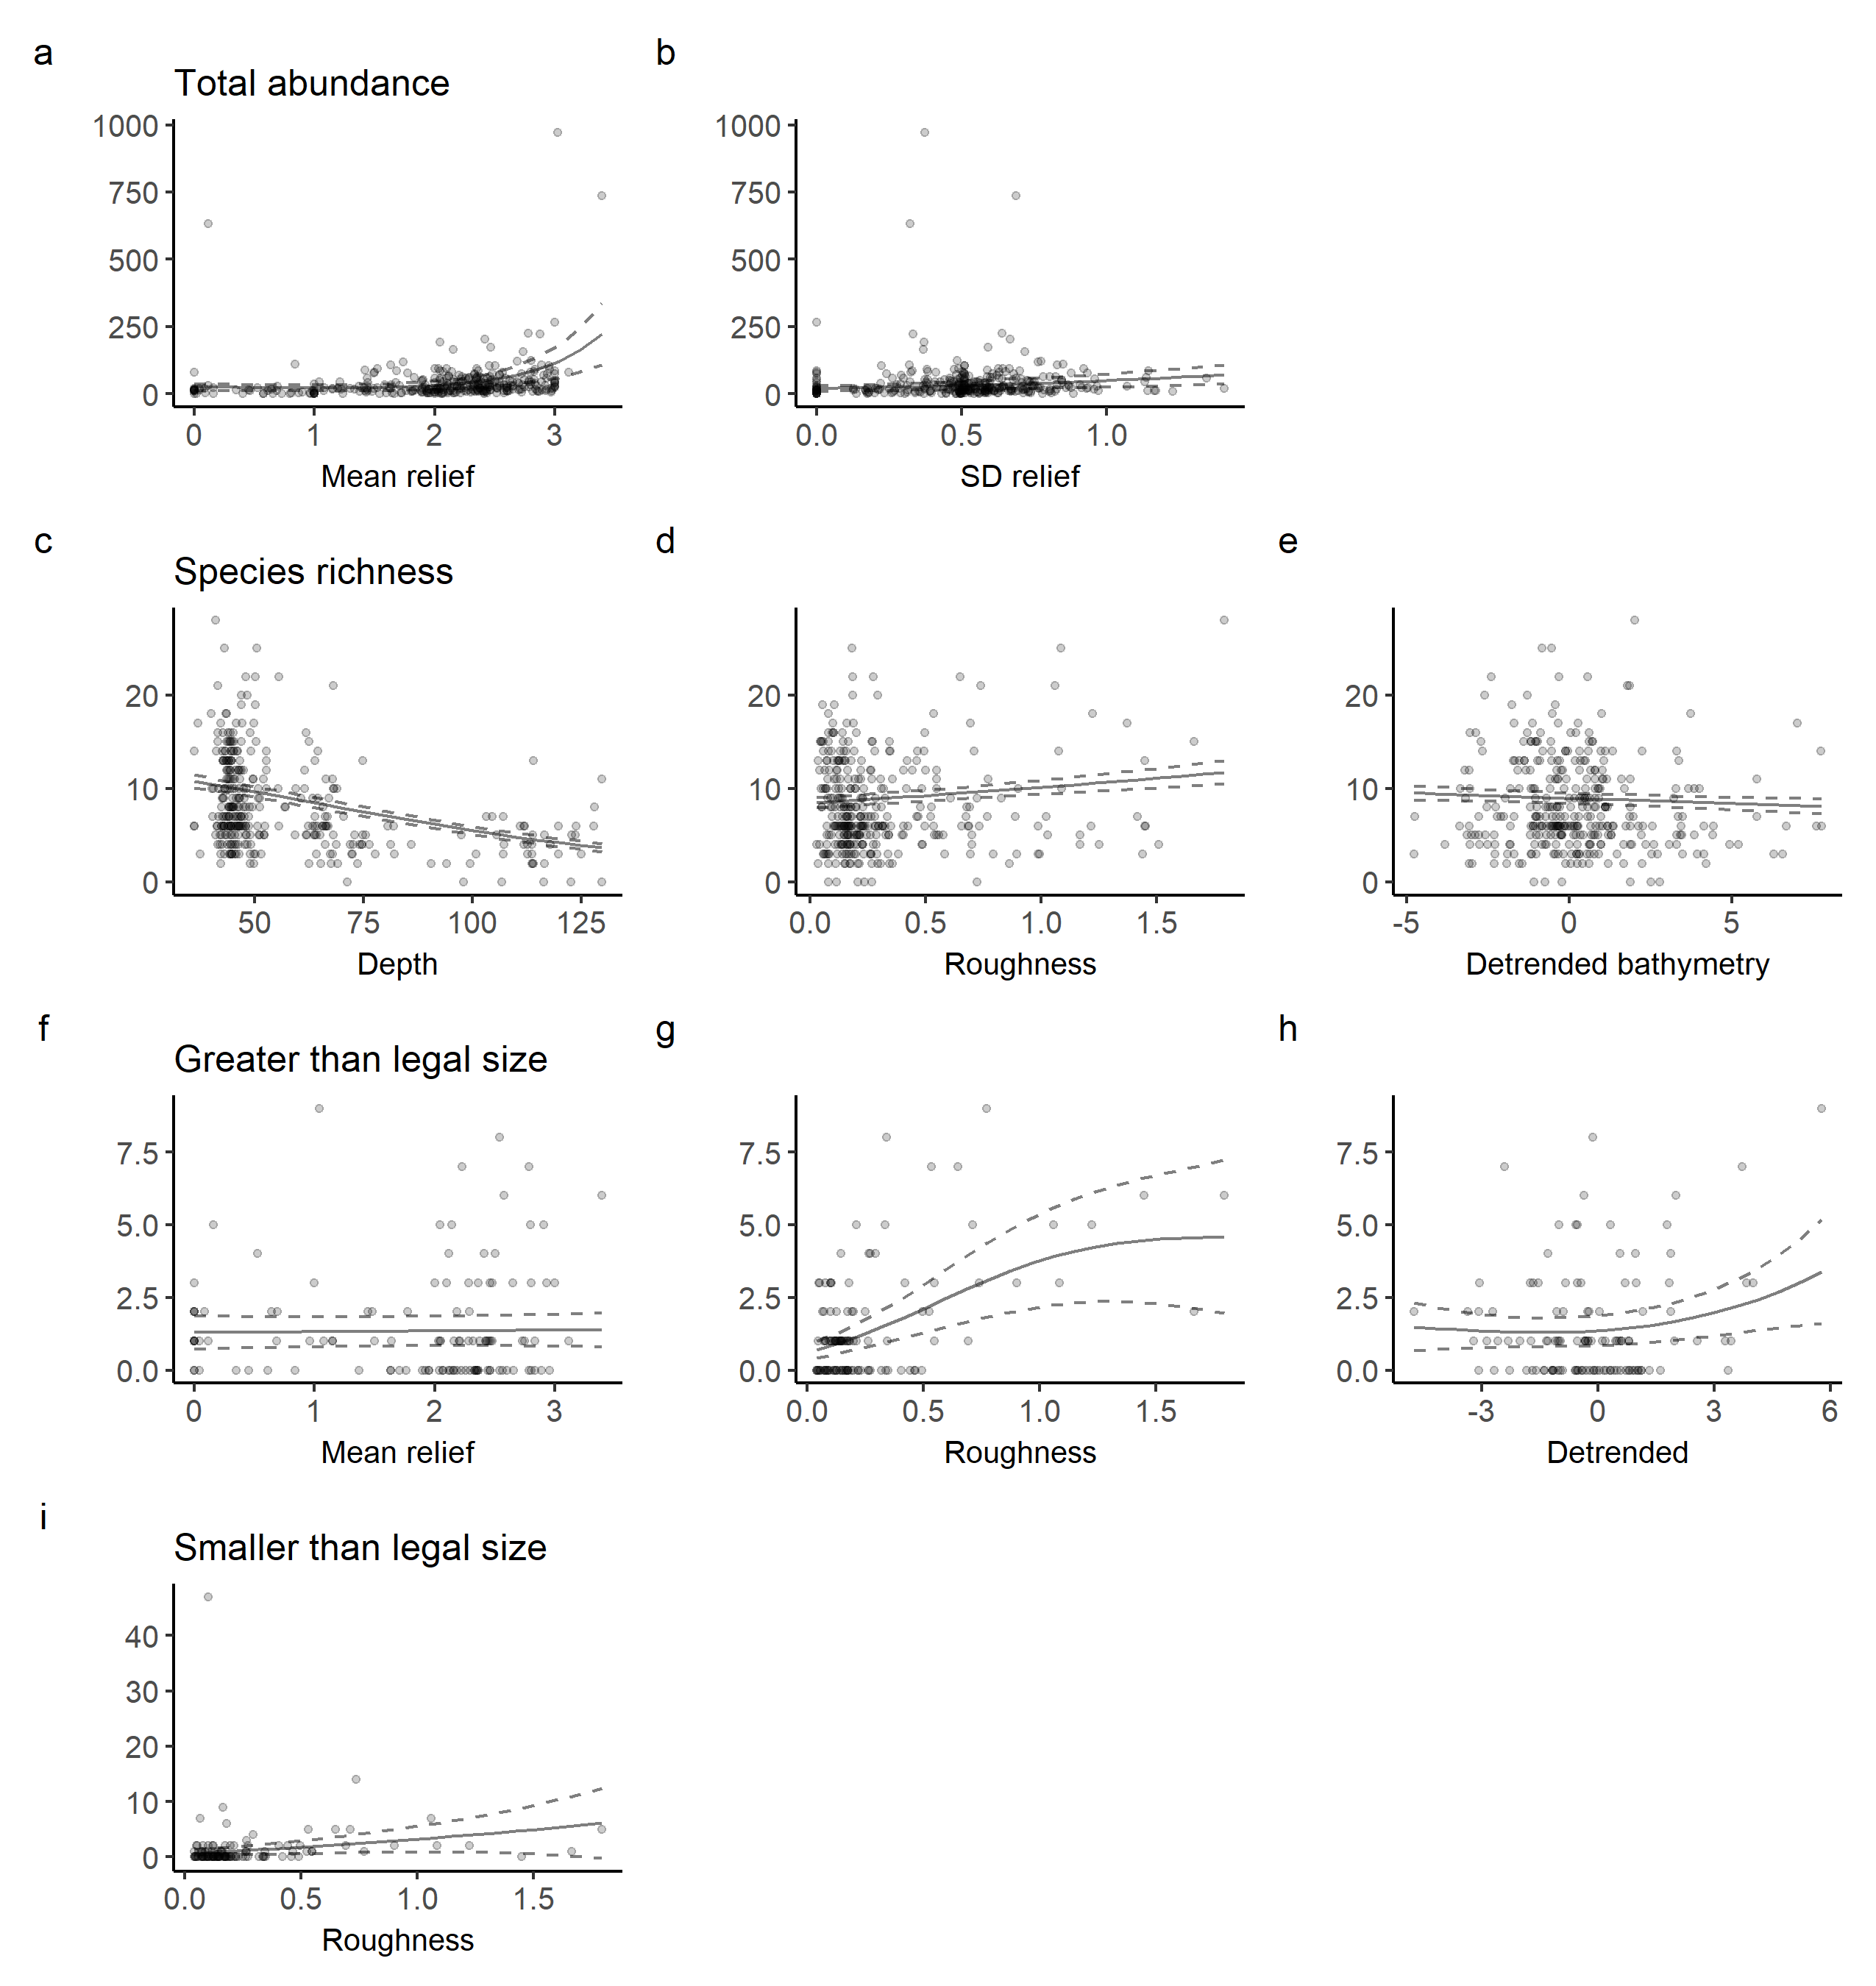 a b
Total abundance
1000 1000
750 750
500 500
250 250
0 0
0 1 2 3 0.0 0.5 1.0
Mean relief SD relief
c d e
Species richness
20 20 20
10 10 10
0 0 0
50 75 100 125 0.0 0.5 1.0 1.5 -5 0 5
Depth Roughness Detrended bathymetry
f g h
Greater than legal size
7.5 7.5 7.5
5.0 5.0 5.0
2.5 2.5 2.5
0.0 0.0 0.0
0 1 2 3 0.0 0.5 1.0 1.5 -3 0 3 6
Mean relief Roughness Detrended
i
Smaller than legal size
40
30
20
10
0
0.0 0.5 1.0 1.5
Roughness